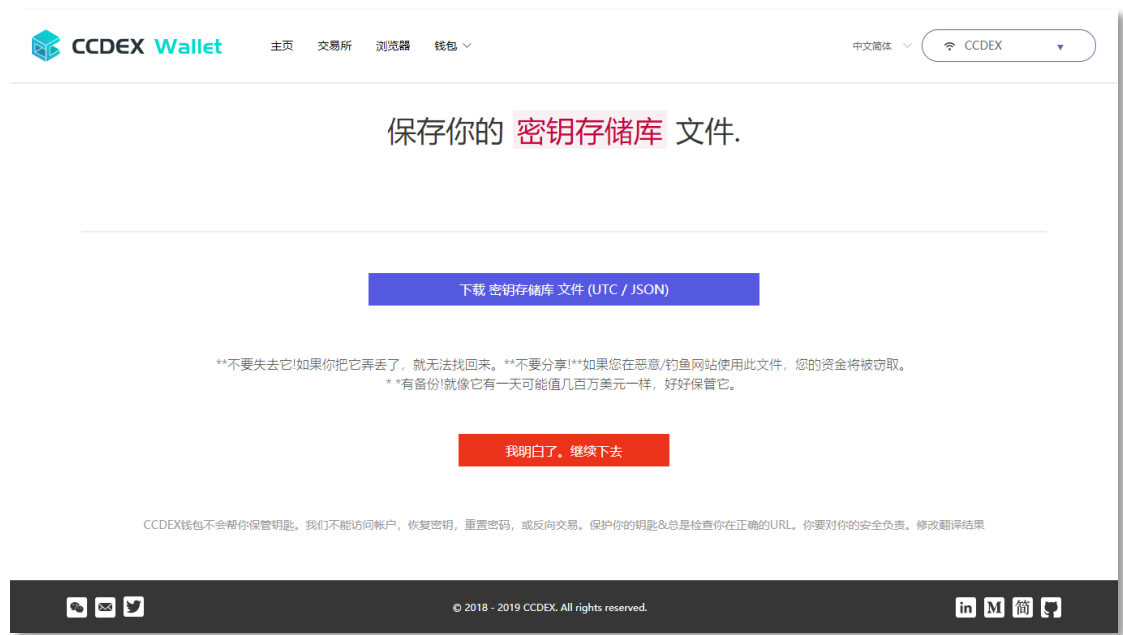 CCDEX Wallet 主页 交易所 浏览器 钱包 中文简体 CCDEX
保存你的 密钥存储库 文件.
下载 密钥存储库 文件 (UTC / JSON)
**不要失去它!如果你把它弄丢了，就无法找回来。**不要分享!**如果您在恶意/钓鱼网站使用此文件，您的资金将被窃取。
* *有备份!就像它有一天可能值几百万美元一样，好好保管它。
我明白了。继续下去
CCDEX钱包不会帮你保管钥匙。我们不能访问帐户，恢复密钥，重置密码，或反向交易。保护你的钥匙&总是检查你在正确的URL。你要对你的安全负责。修改翻译结果
© 2018 - 2019 CCDEX. All rights reserved. in M 简